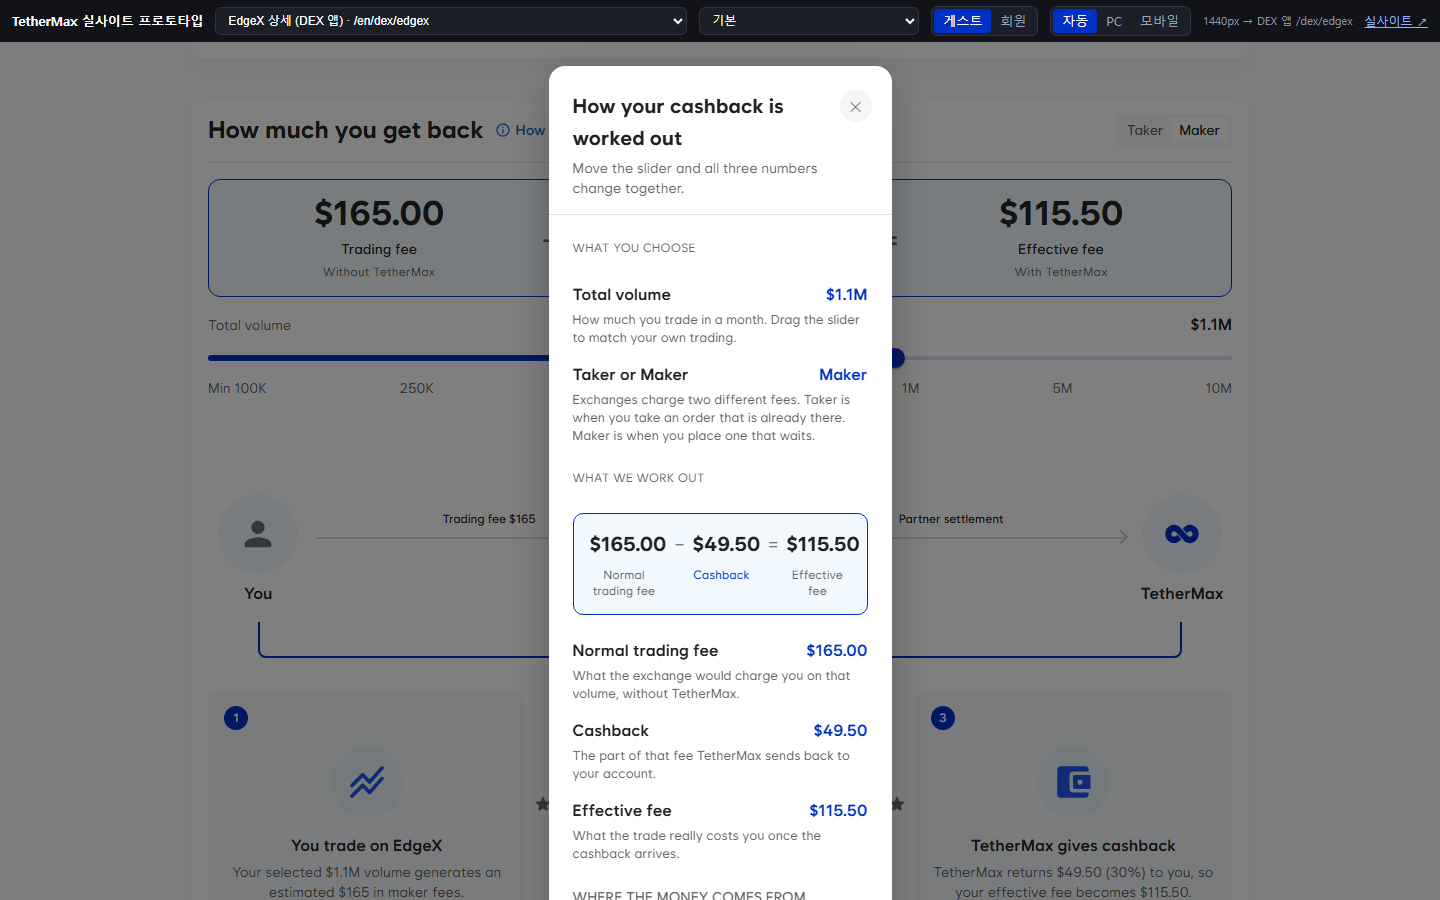 TetherMax 실사이트 프로토타입
EdgeX 상세 (DEX 앱) · /en/dex/edgex
기본
게스트
회원
자동
PC
모바일
1440px → DEX 앱 /dex/edgex
실사이트 ↗
How much you get back
How
Taker
Maker
$165.00
Trading fee
Without TetherMax
$115.50
Effective fee
With TetherMax
Total volume
$1.1M
Min 100K
250K
1M
5M
10M
You
Trading fee $165
Partner settlement
TetherMax
1
You trade on EdgeX
Your selected $1.1M volume generates an
estimated $165 in maker fees.
3
TetherMax gives cashback
TetherMax returns $49.50 (30%) to you, so
your effective fee becomes $115.50.
How your cashback is
worked out
Move the slider and all three numbers
change together.
WHAT YOU CHOOSE
Total volume
$1.1M
How much you trade in a month. Drag the slider
to match your own trading.
Taker or Maker
Maker
Exchanges charge two different fees. Taker is
when you take an order that is already there.
Maker is when you place one that waits.
WHAT WE WORK OUT
$165.00 − $49.50 = $115.50
Normal
trading fee
Cashback
Effective
fee
Normal trading fee
$165.00
What the exchange would charge you on that
volume, without TetherMax.
Cashback
$49.50
The part of that fee TetherMax sends back to
your account.
Effective fee
$115.50
What the trade really costs you once the
cashback arrives.
WHERE THE MONEY COMES FROM